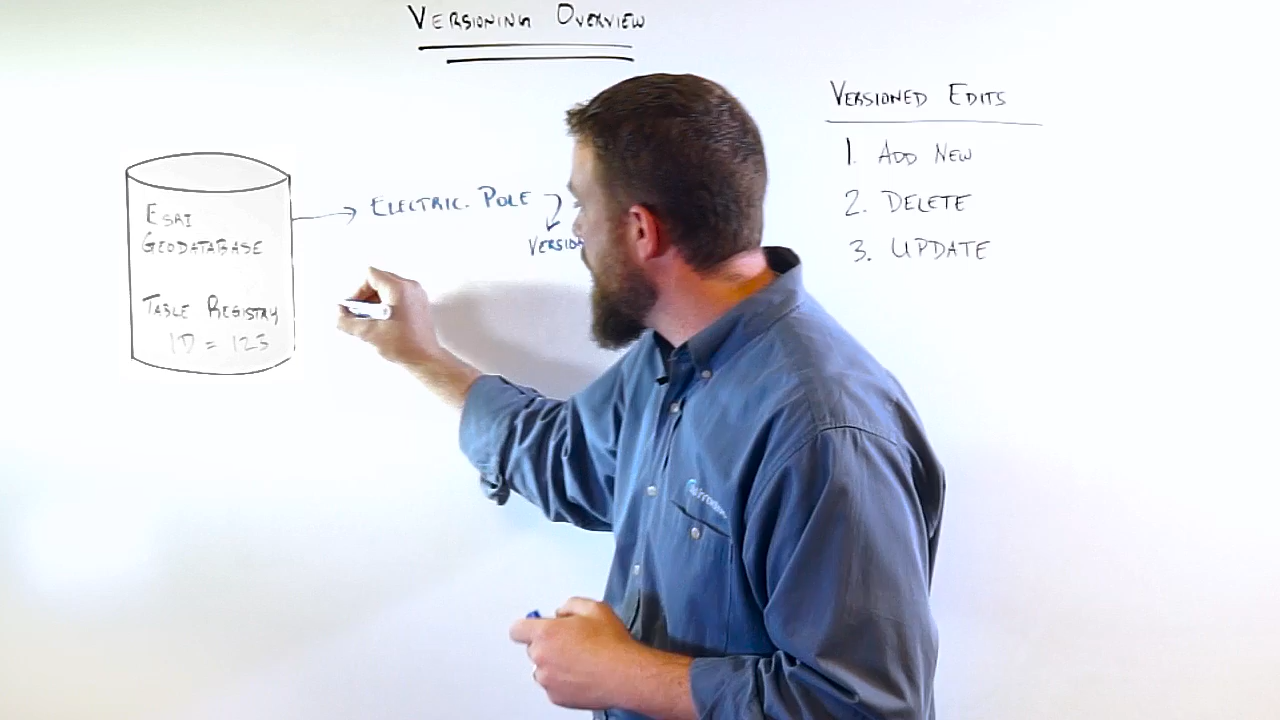 VERSIONING OVERVIEW
ESRI
GEODATABASE
TABLE REGISTRY
ID = 123
ELECTRIC. POLE
VERSIO
VERSIONED EDITS
1. ADD NEW
2. DELETE
3. UPDATE